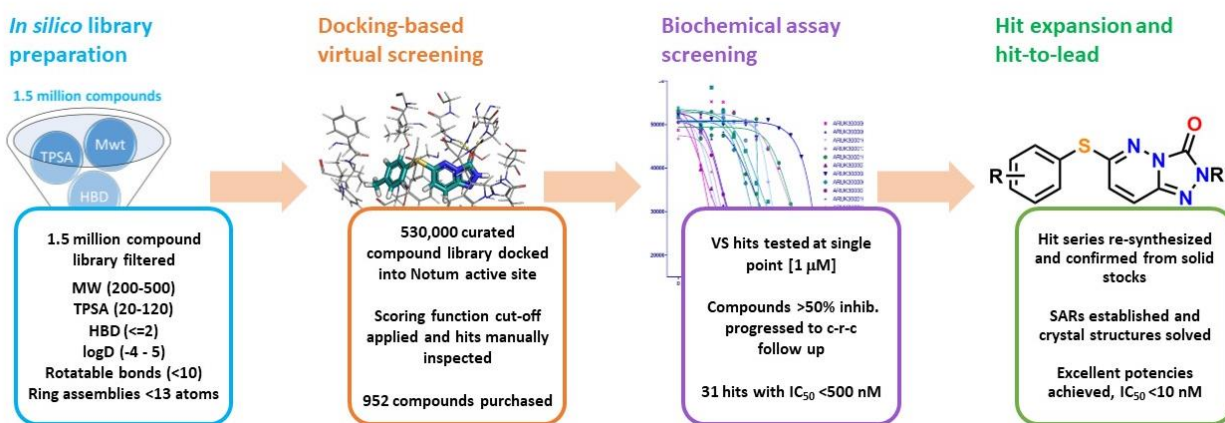 In silico library
preparation
1.5 million compounds
TPSA
Mwt
HBD
1.5 million compound
library filtered
MW (200-500)
TPSA (20-120)
HBD (<=2)
logD (-4 - 5)
Rotatable bonds (<10)
Ring assemblies <13 atoms
Docking-based
virtual screening
530,000 curated
compound library docked
into Notum active site
Scoring function cut-off
applied and hits manually
inspected
952 compounds purchased
Biochemical assay
screening
VS hits tested at single
point [1 μM]
Compounds >50% inhib.
progressed to c-r-c
follow up
31 hits with IC50 <500 nM
Hit expansion and
hit-to-lead
O
S
N
N
N
N
R
R
Hit series re-synthesized
and confirmed from solid
stocks
SARs established and
crystal structures solved
Excellent potencies
achieved, IC50 <10 nM